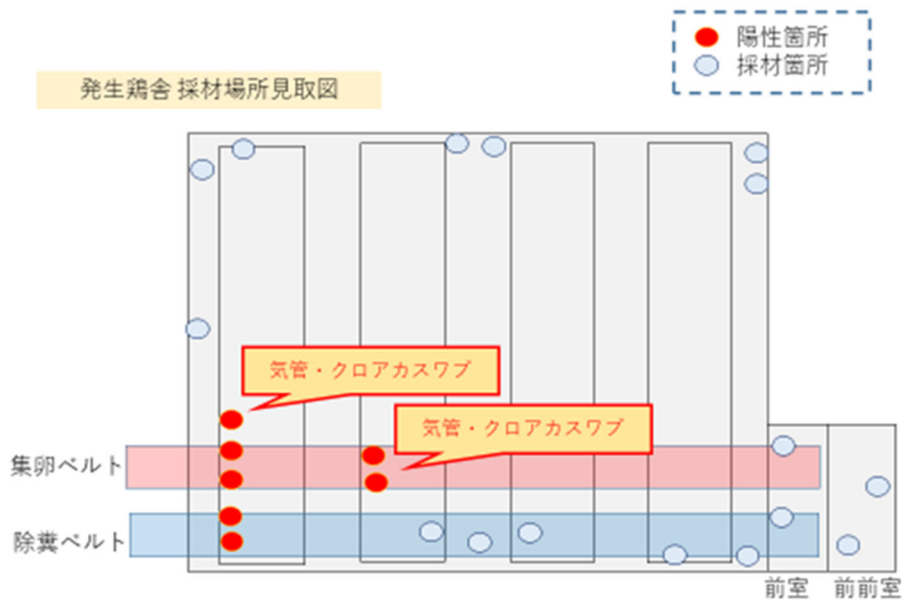 陽性箇所
採材箇所
発生鶏舎 採材場所見取図
気管・クロアカスワブ
気管・クロアカスワブ
集卵ベルト
除糞ベルト
前室
前前室